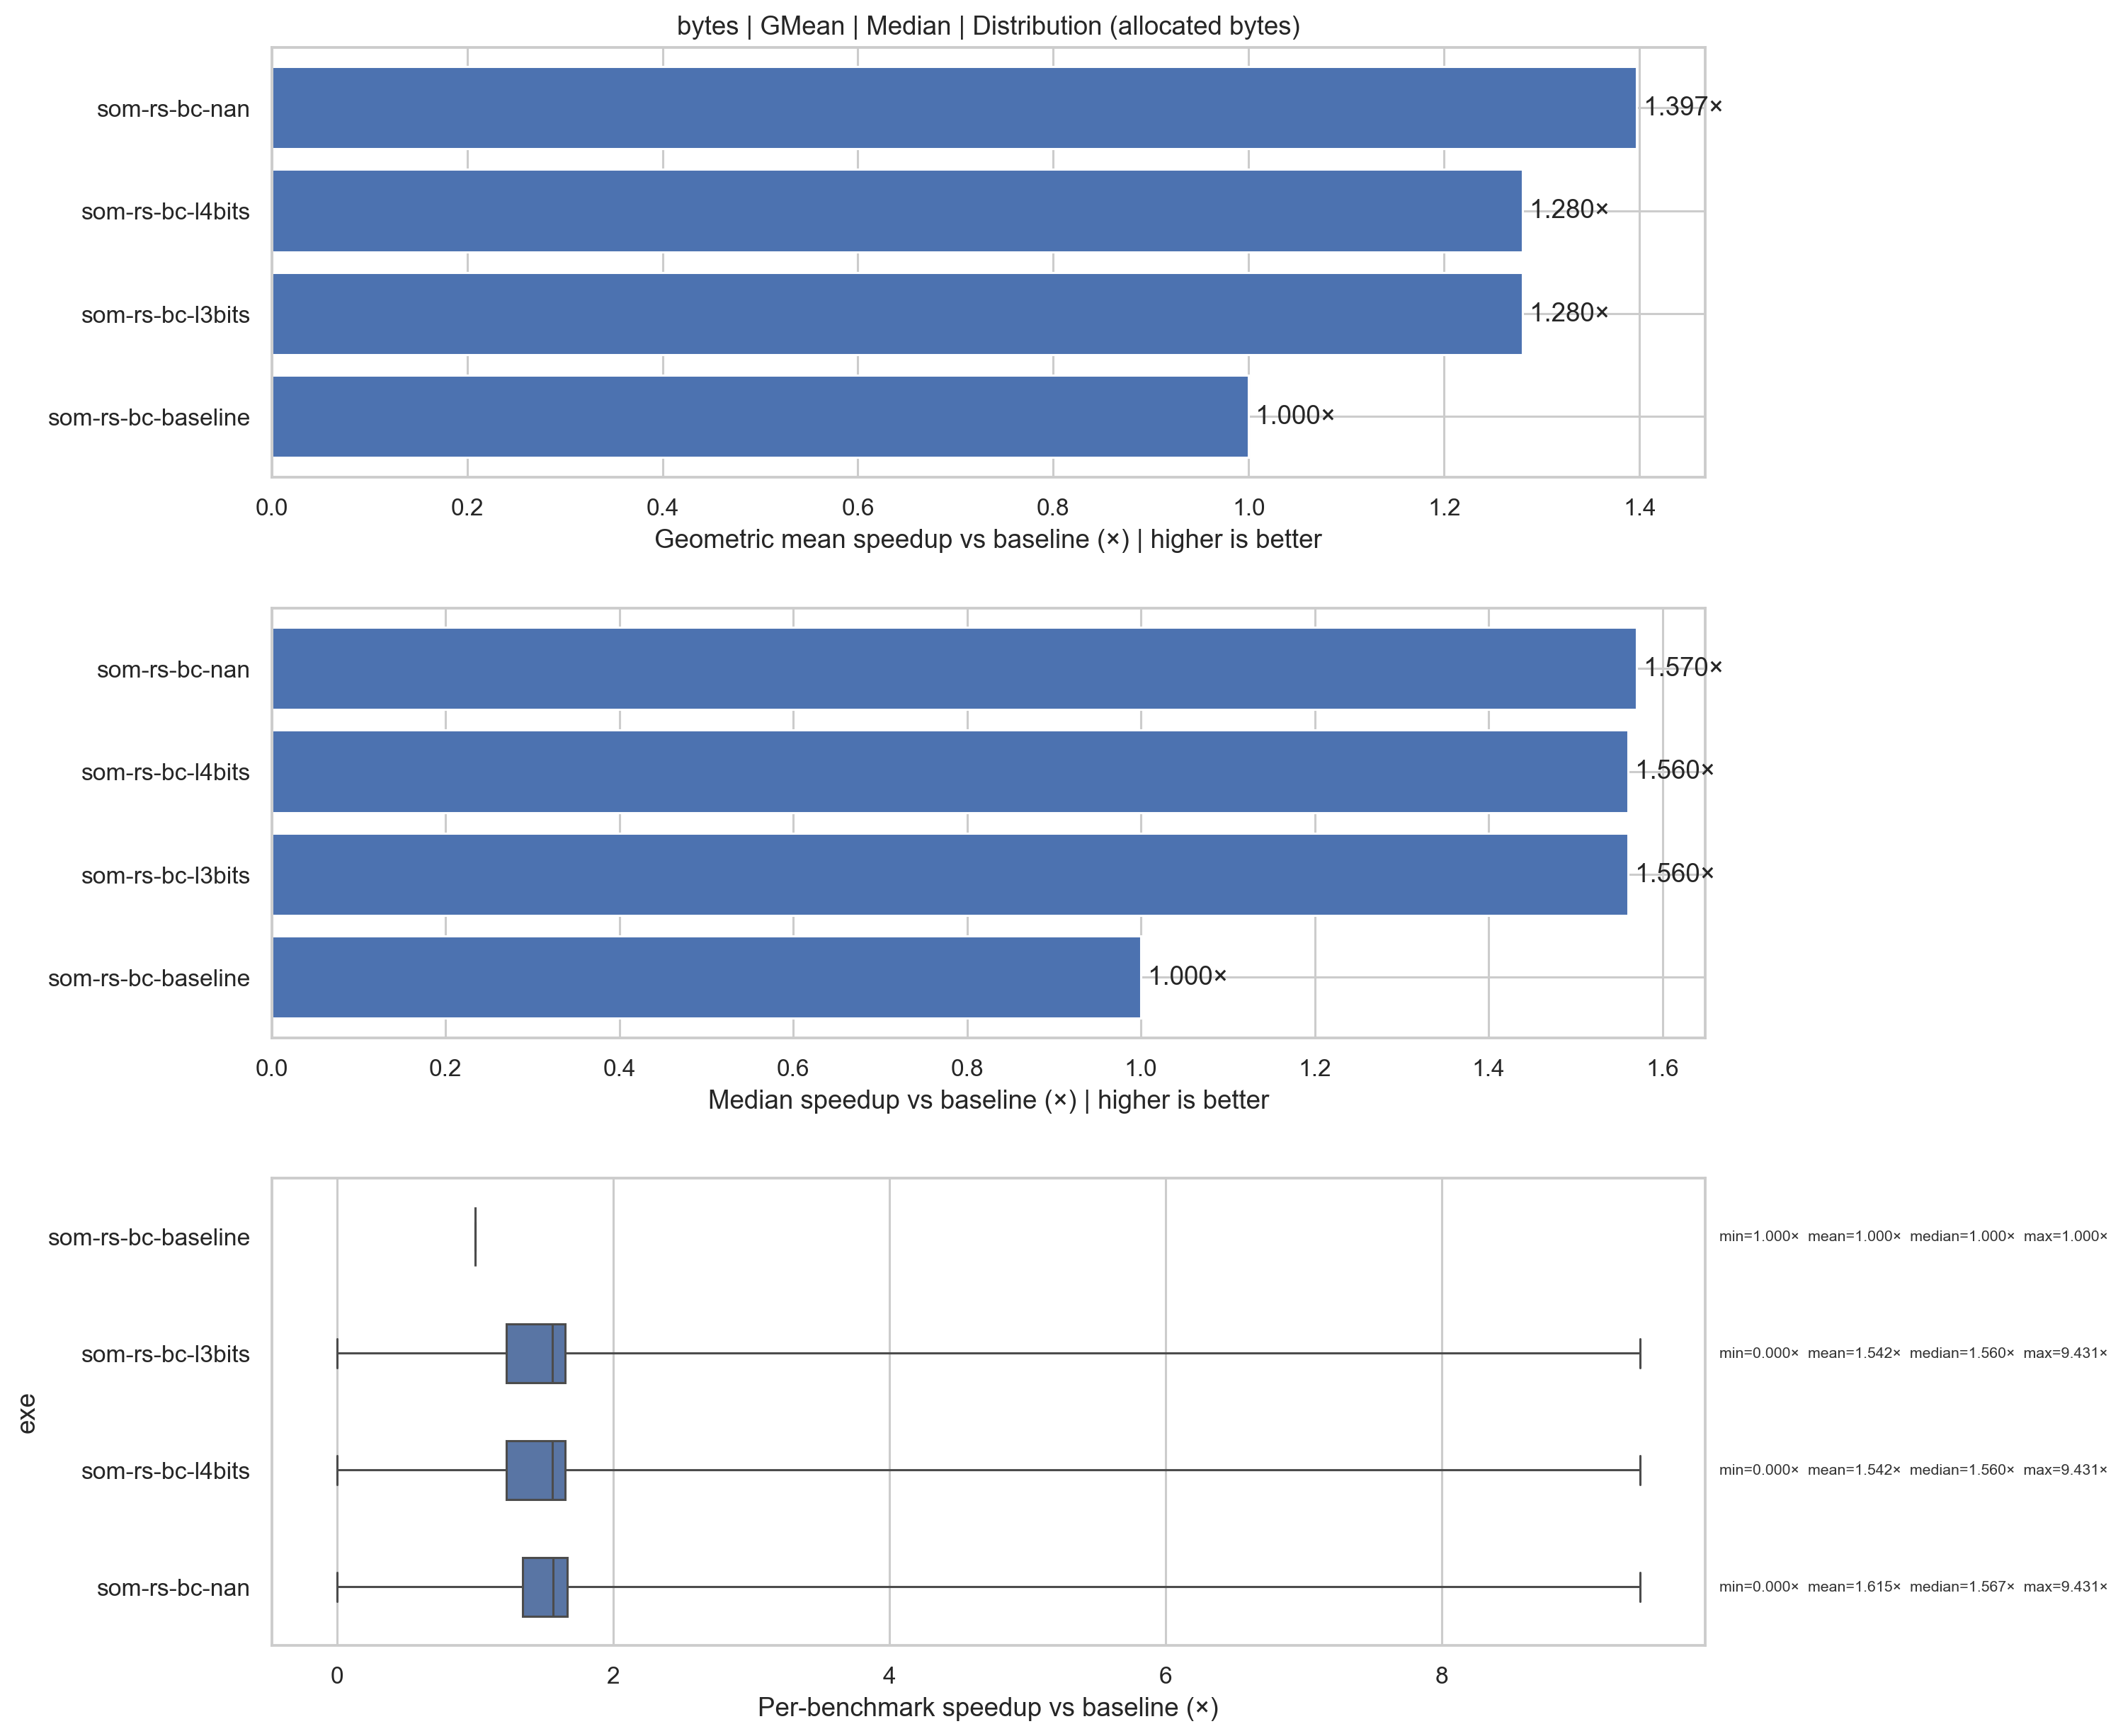 bytes | GMean | Median | Distribution (allocated bytes)
som-rs-bc-nan
1.397×
som-rs-bc-l4bits
1.280×
som-rs-bc-l3bits
1.280×
som-rs-bc-baseline
1.000×
0.0 0.2 0.4 0.6 0.8 1.0 1.2 1.4
Geometric mean speedup vs baseline (×) | higher is better
som-rs-bc-nan
1.570×
som-rs-bc-l4bits
1.560×
som-rs-bc-l3bits
1.560×
som-rs-bc-baseline
1.000×
0.0 0.2 0.4 0.6 0.8 1.0 1.2 1.4 1.6
Median speedup vs baseline (×) | higher is better
exe
som-rs-bc-baseline
min=1.000× mean=1.000× median=1.000× max=1.000×
som-rs-bc-l3bits
min=0.000× mean=1.542× median=1.560× max=9.431×
som-rs-bc-l4bits
min=0.000× mean=1.542× median=1.560× max=9.431×
som-rs-bc-nan
min=0.000× mean=1.615× median=1.567× max=9.431×
0 2 4 6 8
Per-benchmark speedup vs baseline (×)